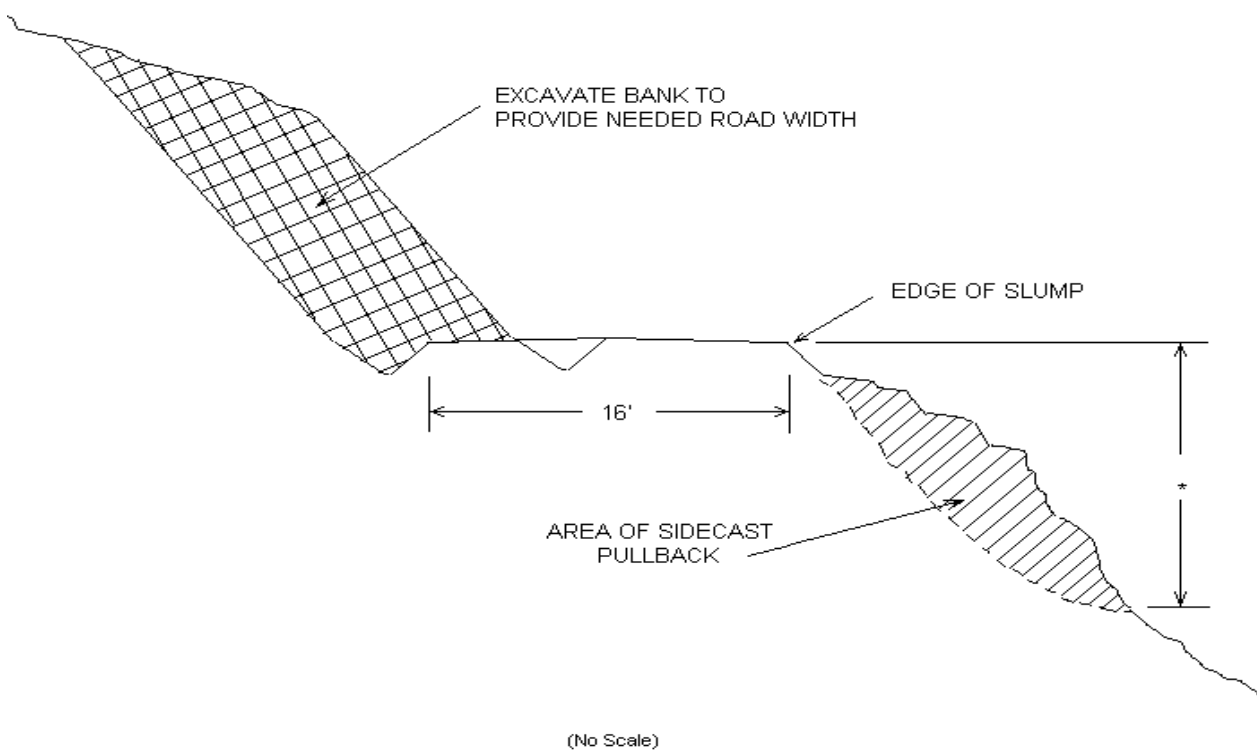 EXCAVATE BANK TO
PROVIDE NEEDED ROAD WIDTH
EDGE OF SLUMP
16'
*
AREA OF SIDECAST
PULLBACK
(No Scale)